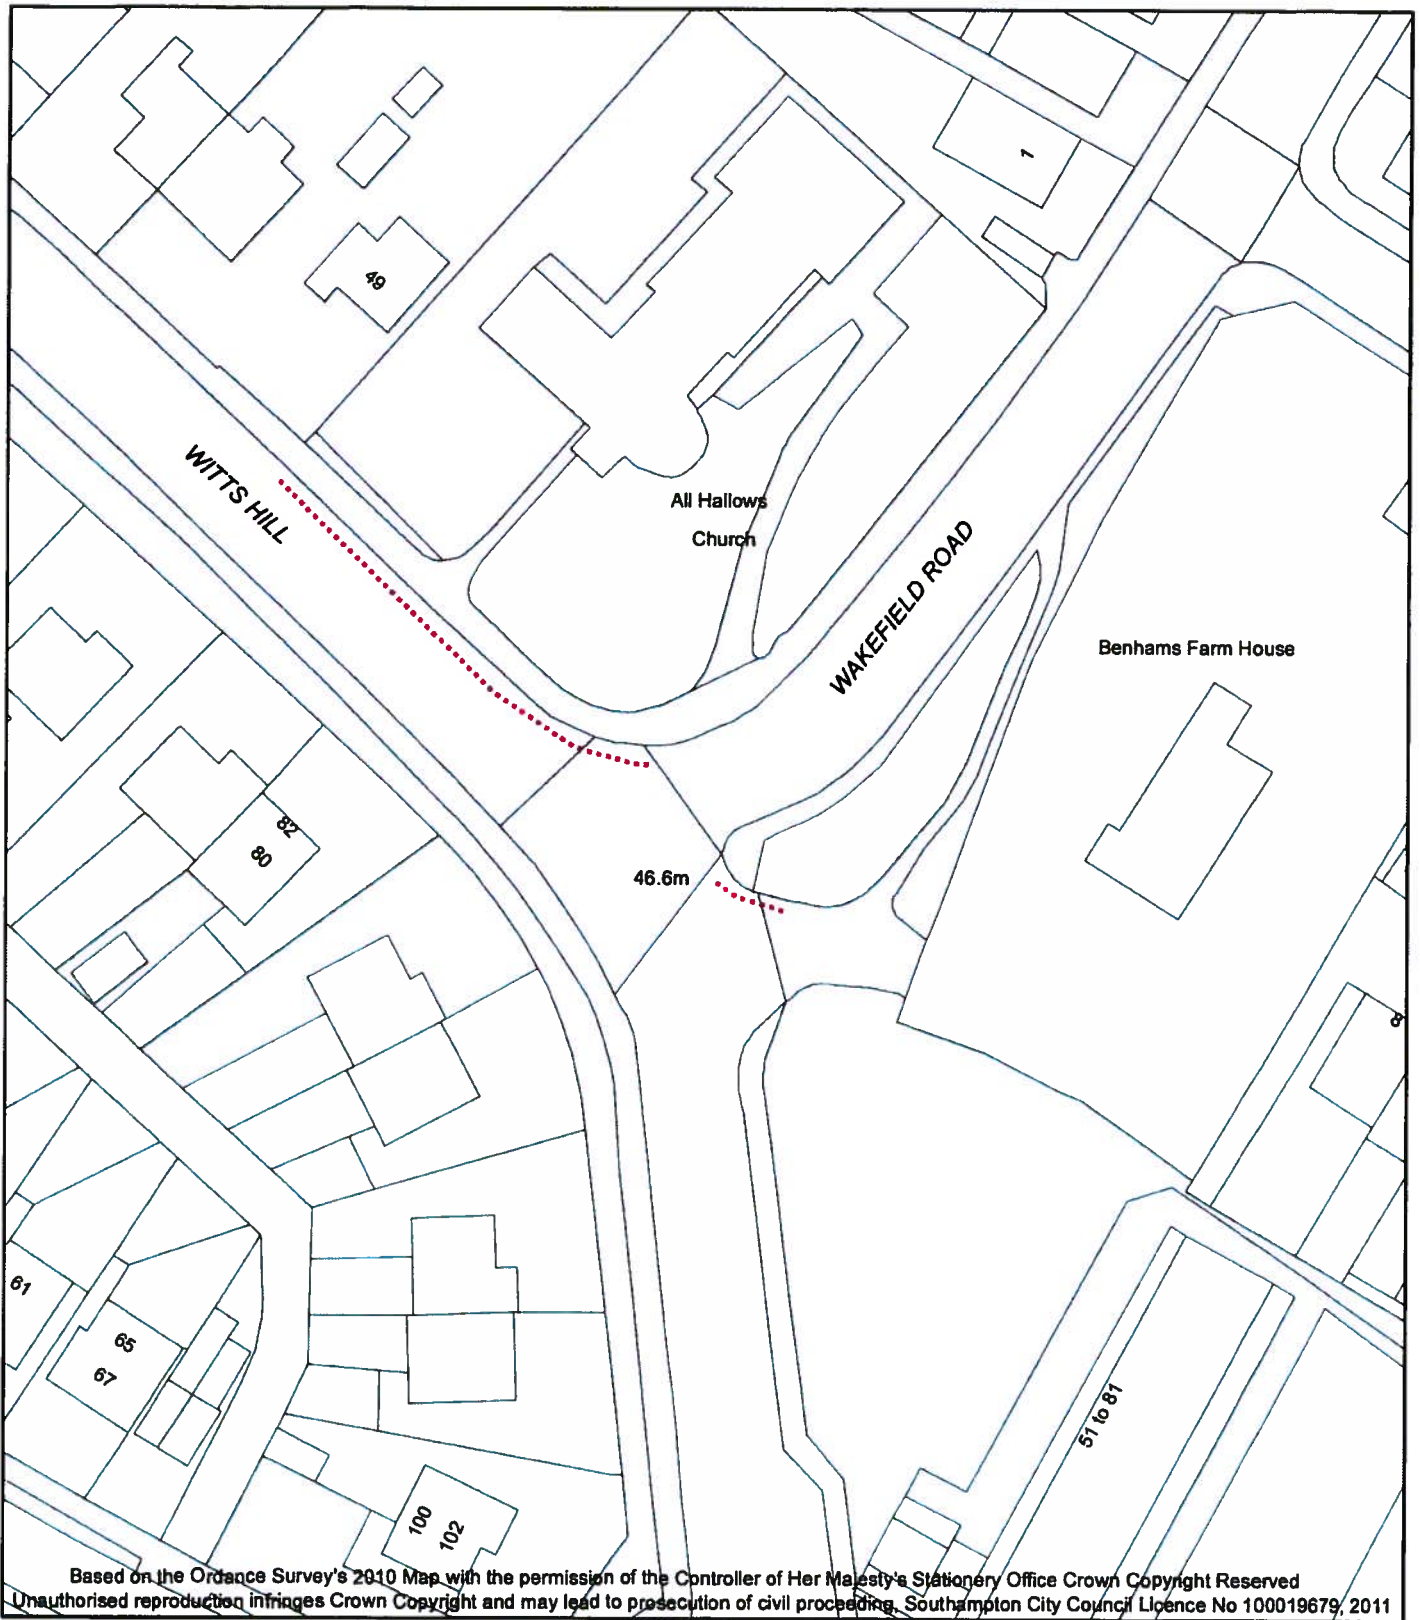 1
49
WITTS HILL
All Hallows
Church
WAKEFIELD ROAD
Benhams Farm House
82
80
46.6m
8
61
65
67
51 to 81
100
102
Based on the Ordance Survey's 2010 Map with the permission of the Controller of Her Majesty's Stationery Office Crown Copyright Reserved
Unauthorised reproduction infringes Crown Copyright and may lead to prosecution of civil proceeding. Southampton City Council Licence No 100019679, 2011